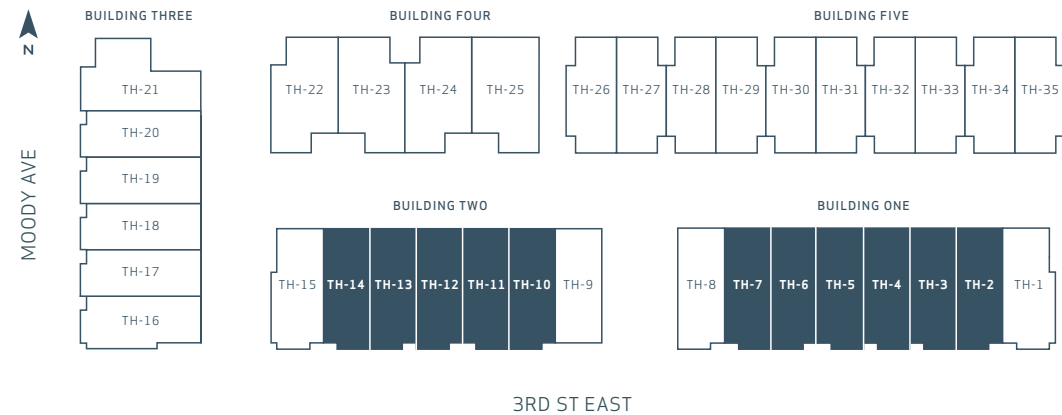 BUILDING THREE
BUILDING FOUR
BUILDING FIVE
N
MOODY AVE
TH-21
TH-20
TH-19
TH-18
TH-17
TH-16
TH-22 TH-23 TH-24 TH-25
TH-26 TH-27 TH-28 TH-29 TH-30 TH-31 TH-32 TH-33 TH-34 TH-35
BUILDING TWO
BUILDING ONE
TH-15 TH-14 TH-13 TH-12 TH-11 TH-10 TH-9
TH-8 TH-7 TH-6 TH-5 TH-4 TH-3 TH-2 TH-1
3RD ST EAST